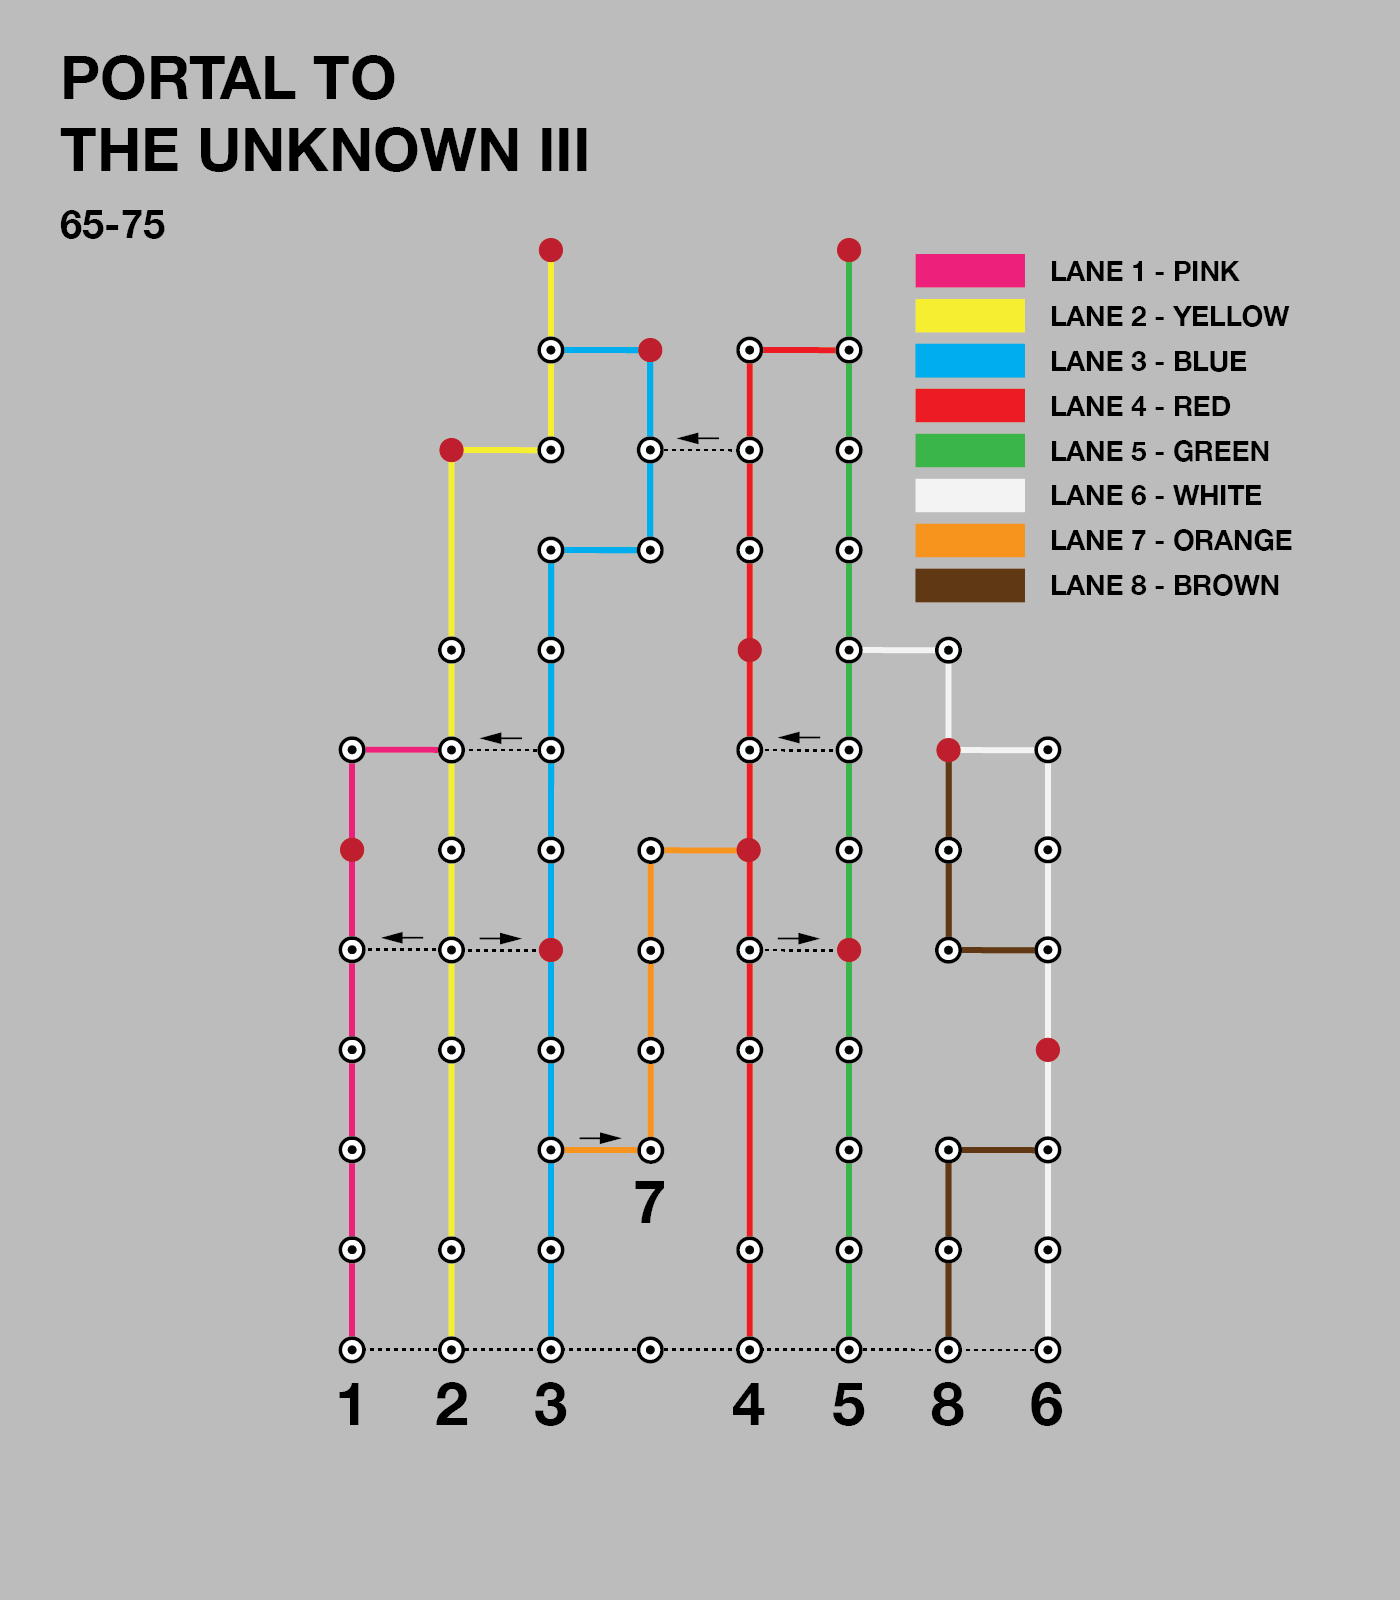 PORTAL TO
THE UNKNOWN III
65-75
LANE 1 - PINK
LANE 2 - YELLOW
LANE 3 - BLUE
LANE 4 - RED
LANE 5 - GREEN
LANE 6 - WHITE
LANE 7 - ORANGE
LANE 8 - BROWN
7
1 2 3 4 5 8 6